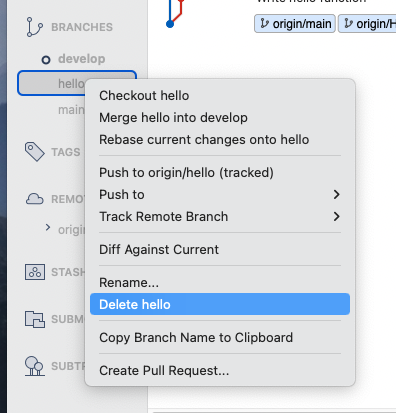 Write hello function
BRANCHES
origin/main
origin/H
develop
hello
Checkout hello
main
Merge hello into develop
Rebase current changes onto hello
TAGS
Push to origin/hello (tracked)
REMO
Push to
origin
Track Remote Branch
Diff Against Current
STASH
Rename...
Delete hello
SUBM
Copy Branch Name to Clipboard
SUBT
Create Pull Request...